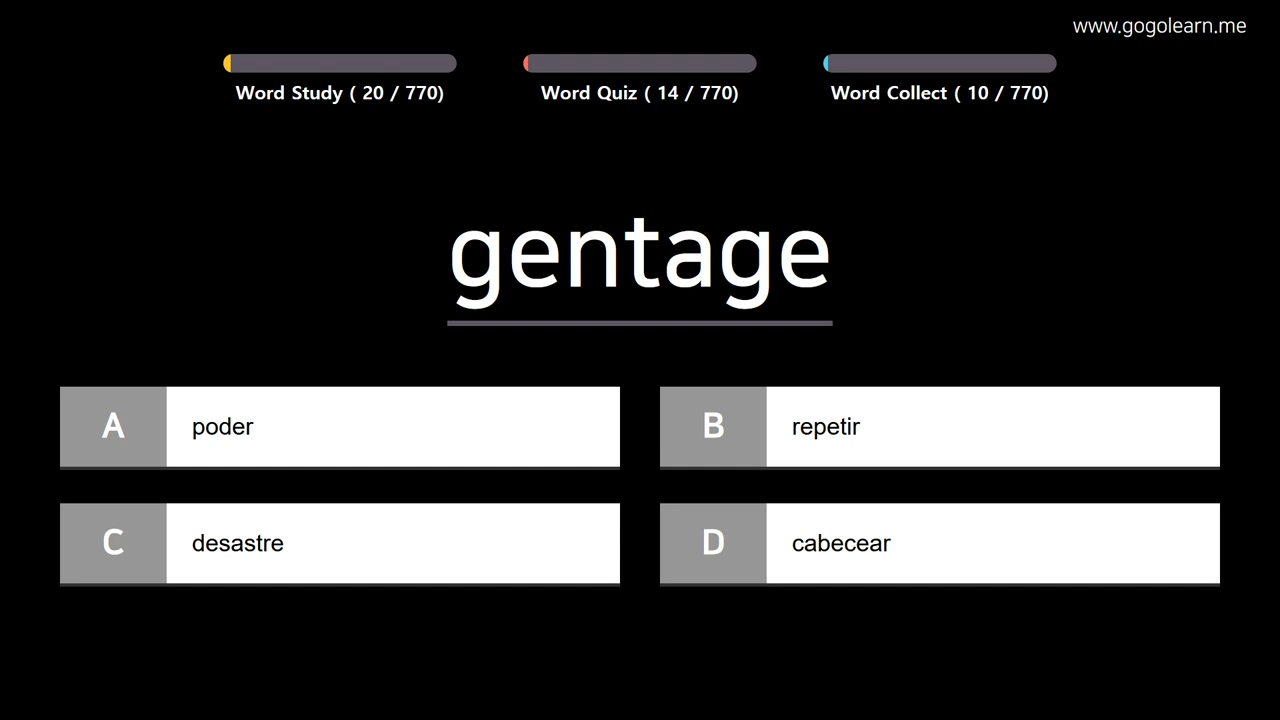 www.gogolearn.me
Word Study ( 20 / 770)
Word Quiz ( 14 / 770)
Word Collect ( 10 / 770)
gentage
A poder
B repetir
C desastre
D cabecear